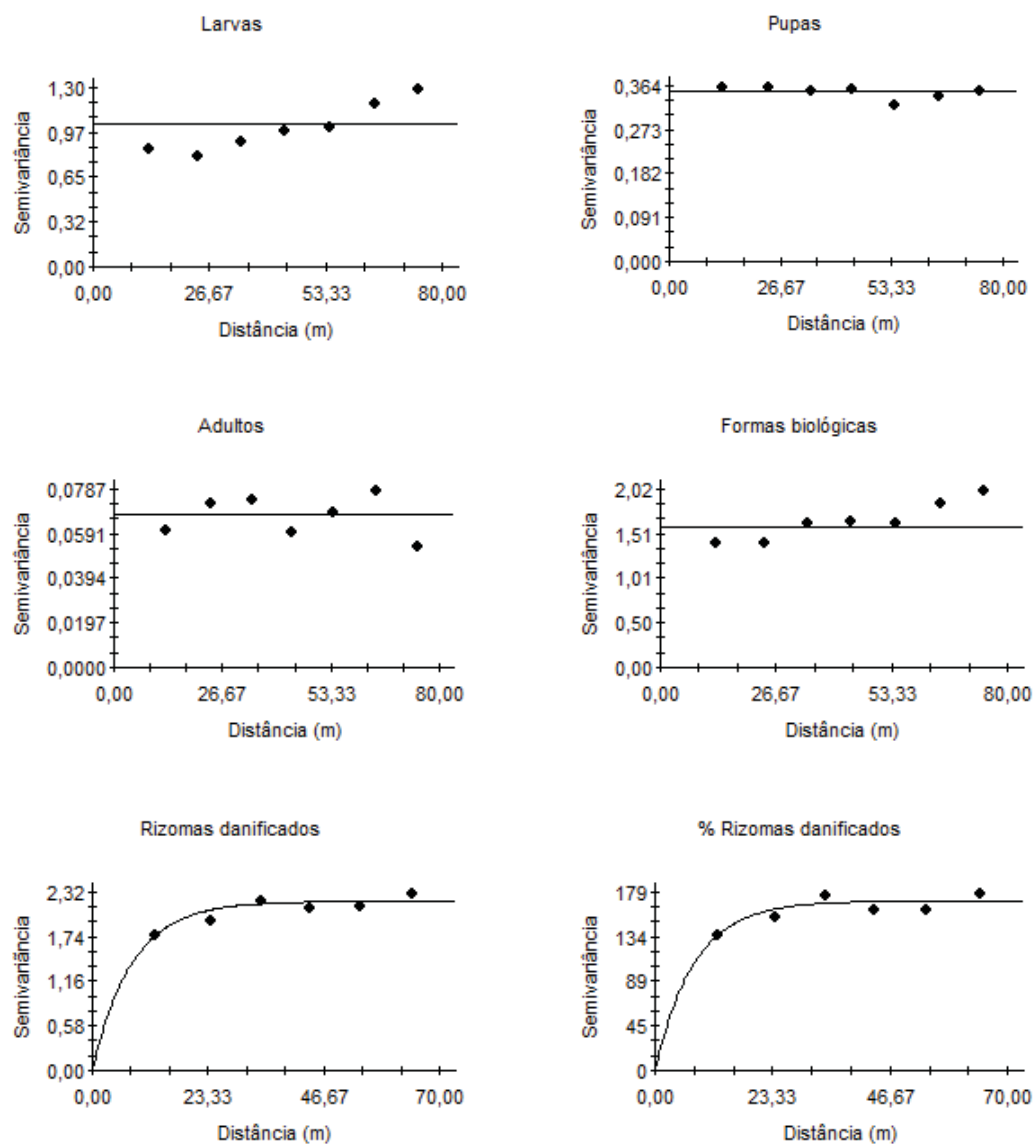 Larvas
Semivariância
1,30
0,97
0,65
0,32
0,00
0,00 26,67 53,33 80,00
Distância (m)
Pupas
Semivariância
0,364
0,273
0,182
0,091
0,000
0,00 26,67 53,33 80,00
Distância (m)
Adultos
Semivariância
0,0787
0,0591
0,0394
0,0197
0,0000
0,00 26,67 53,33 80,00
Distância (m)
Formas biológicas
Semivariância
2,02
1,51
1,01
0,50
0,00
0,00 26,67 53,33 80,00
Distância (m)
Rizomas danificados
Semivariância
2,32
1,74
1,16
0,58
0,00
0,00 23,33 46,67 70,00
Distância (m)
% Rizomas danificados
Semivariância
179
134
89
45
0
0,00 23,33 46,67 70,00
Distância (m)